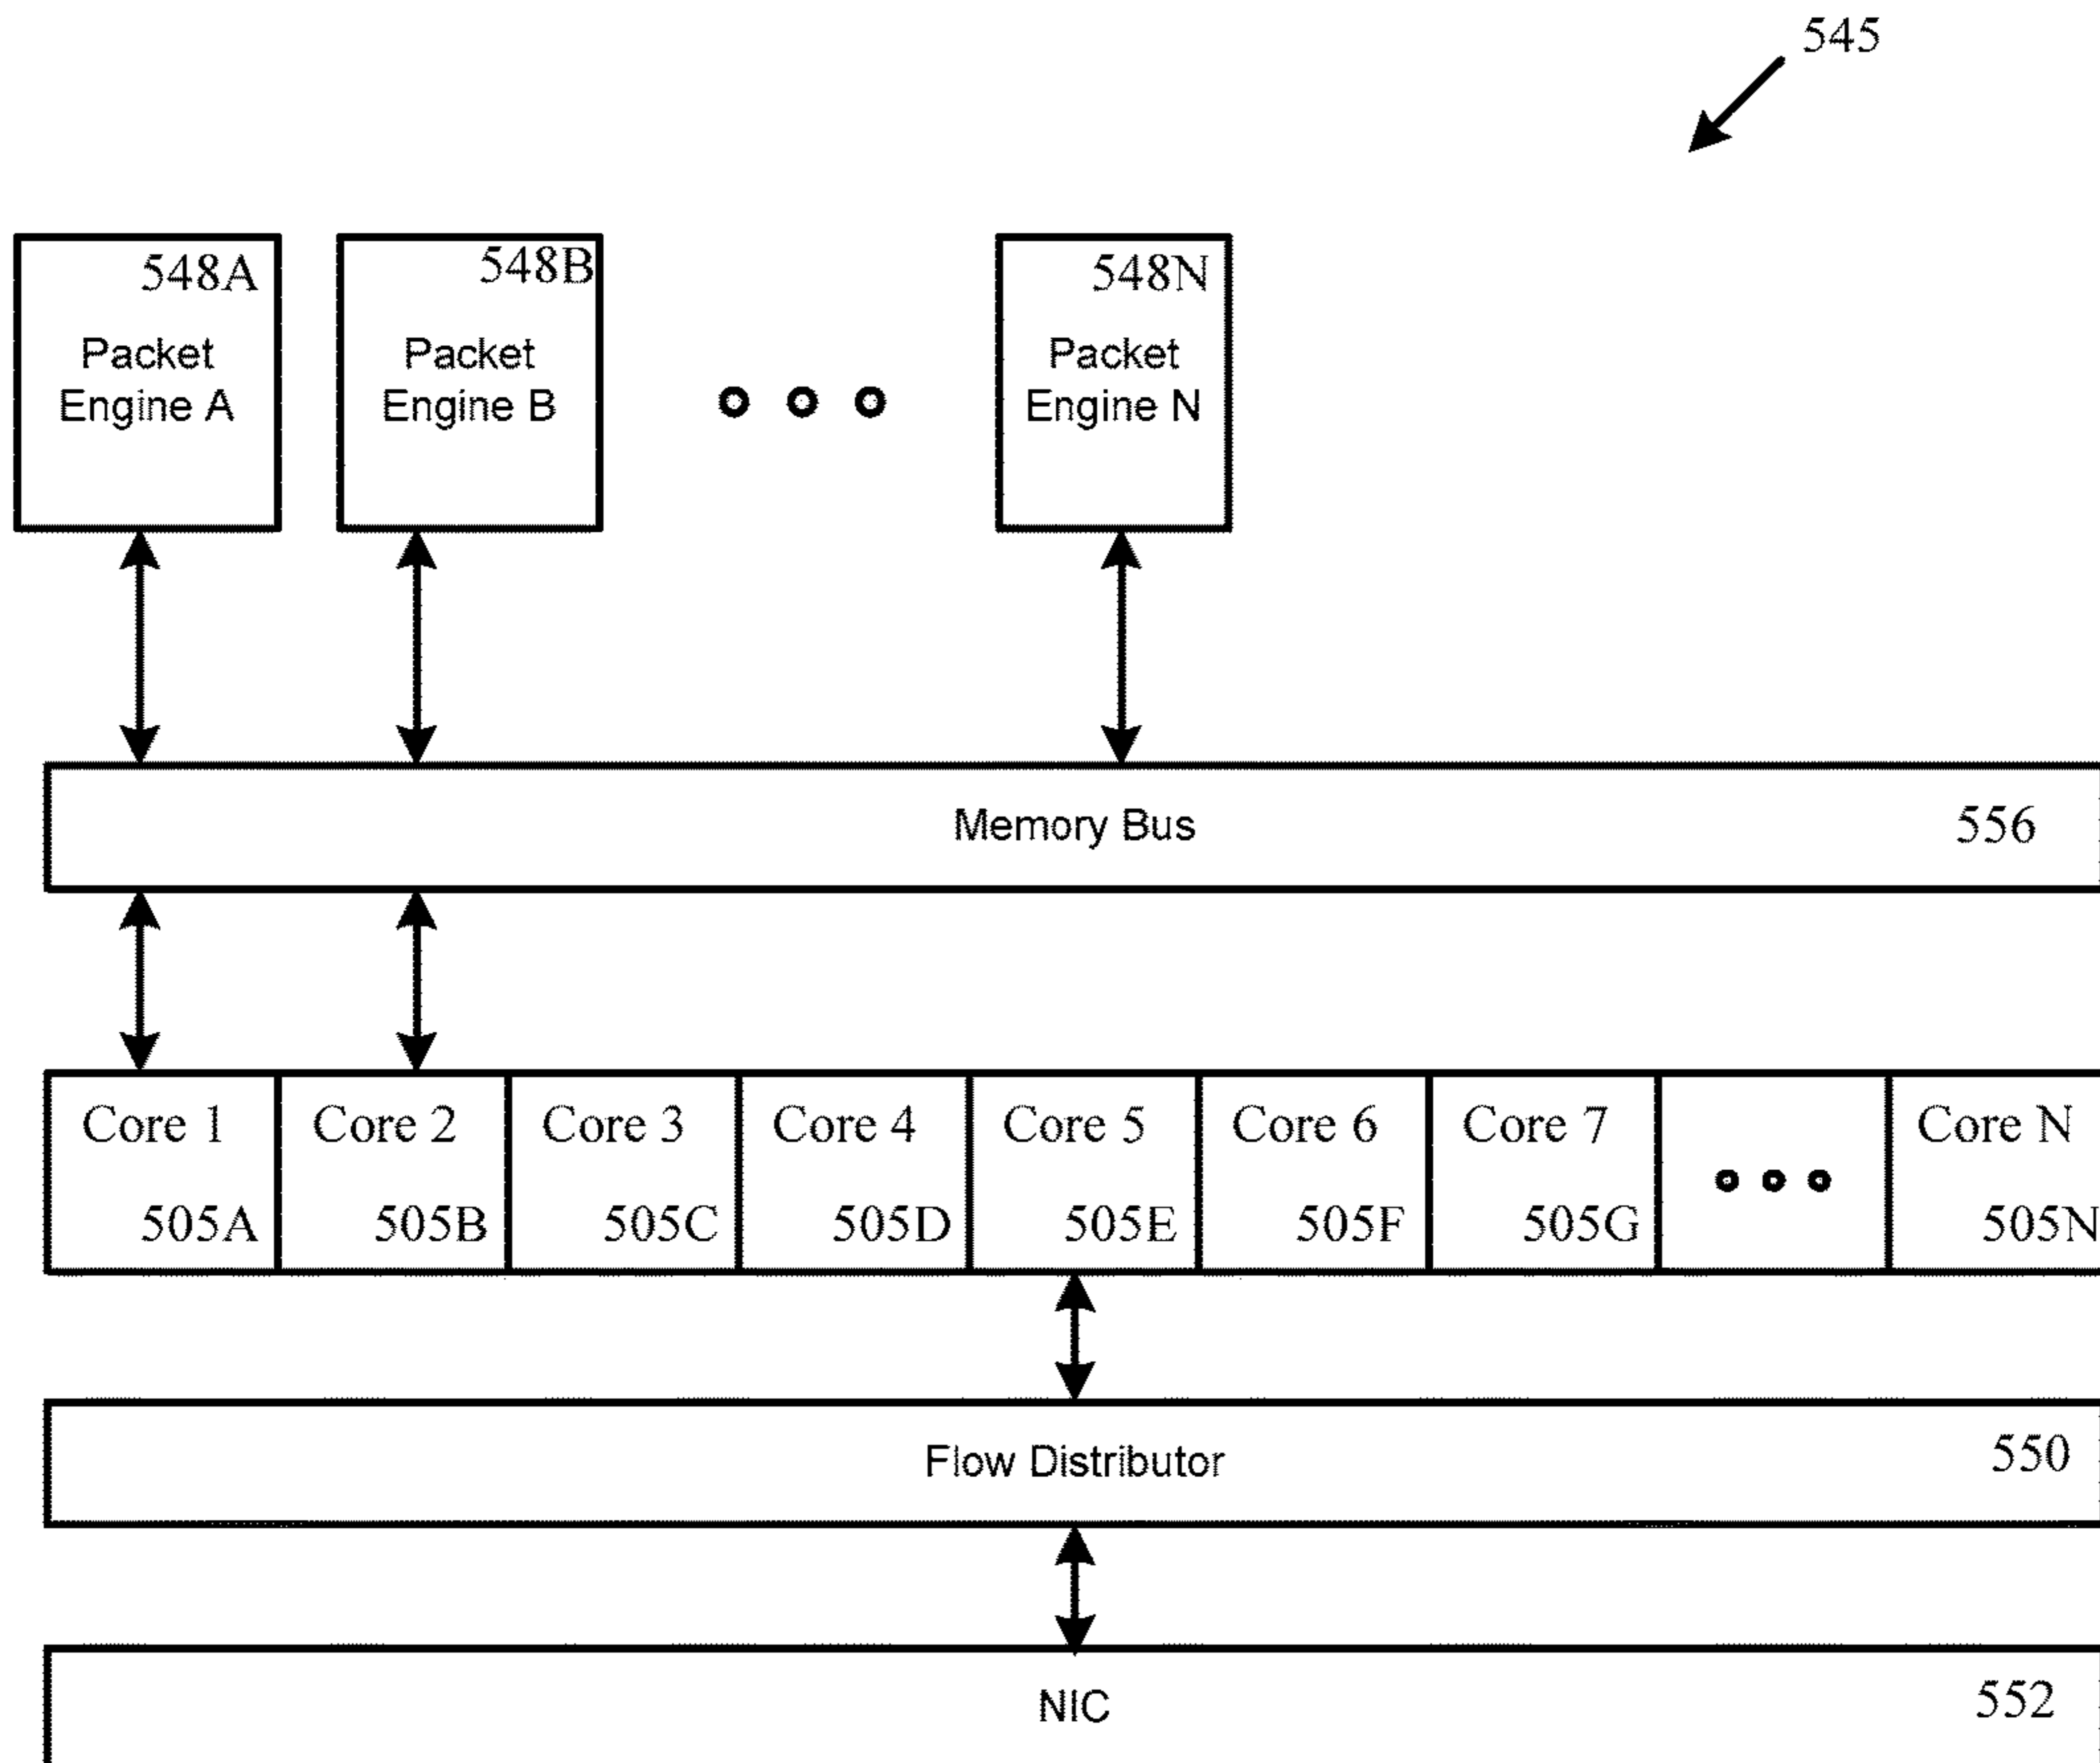 545
548A
Packet
Engine A
548B
Packet
Engine B
548N
Packet
Engine N
Memory Bus
556
Core 1
505A
Core 2
505B
Core 3
505C
Core 4
505D
Core 5
505E
Core 6
505F
Core 7
505G
Core N
505N
Flow Distributor
550
NIC
552